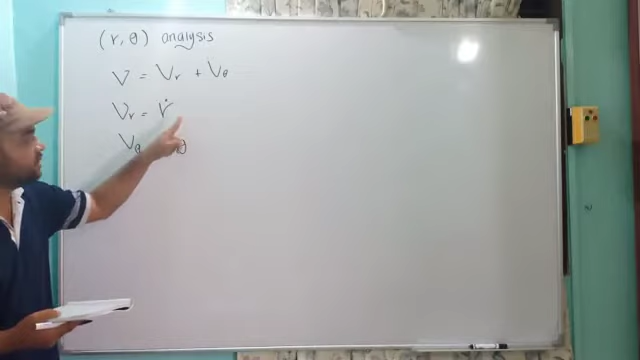 (r, θ) analysis
V = Vr + Vθ
Vr = ṙ
Vθ